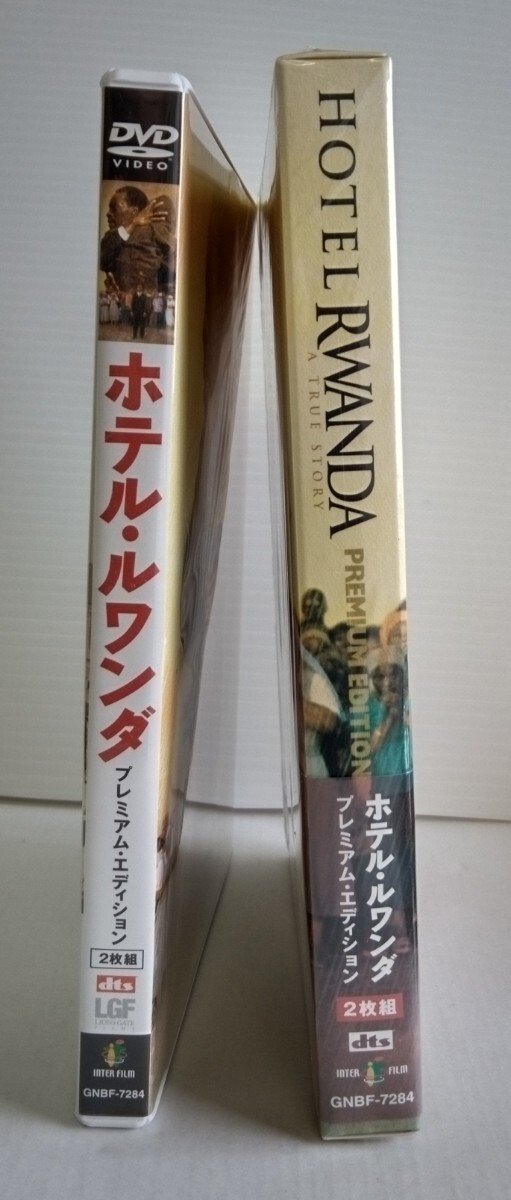 DVD
VIDEO
ホテル・ルワンダ
プレミアム・エディション
2枚組
dts
LGF
LIONS GATE
FILMS
INTER FILM
GNBF-7284
HOTEL RWANDA
A TRUE STORY
PREMIUM EDITION
ホテル・ルワンダ
プレミアム・エディション
2枚組
dts
INTER FILM
GNBF-7284